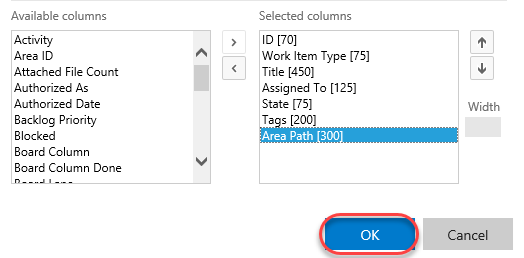 Available columns
Selected columns
Activity
Area ID
Attached File Count
Authorized As
Authorized Date
Backlog Priority
Blocked
Board Column
Board Column Done
Board Lane
ID [70]
Work Item Type [75]
Title [450]
Assigned To [125]
State [75]
Tags [200]
Area Path [300]
Width
OK
Cancel